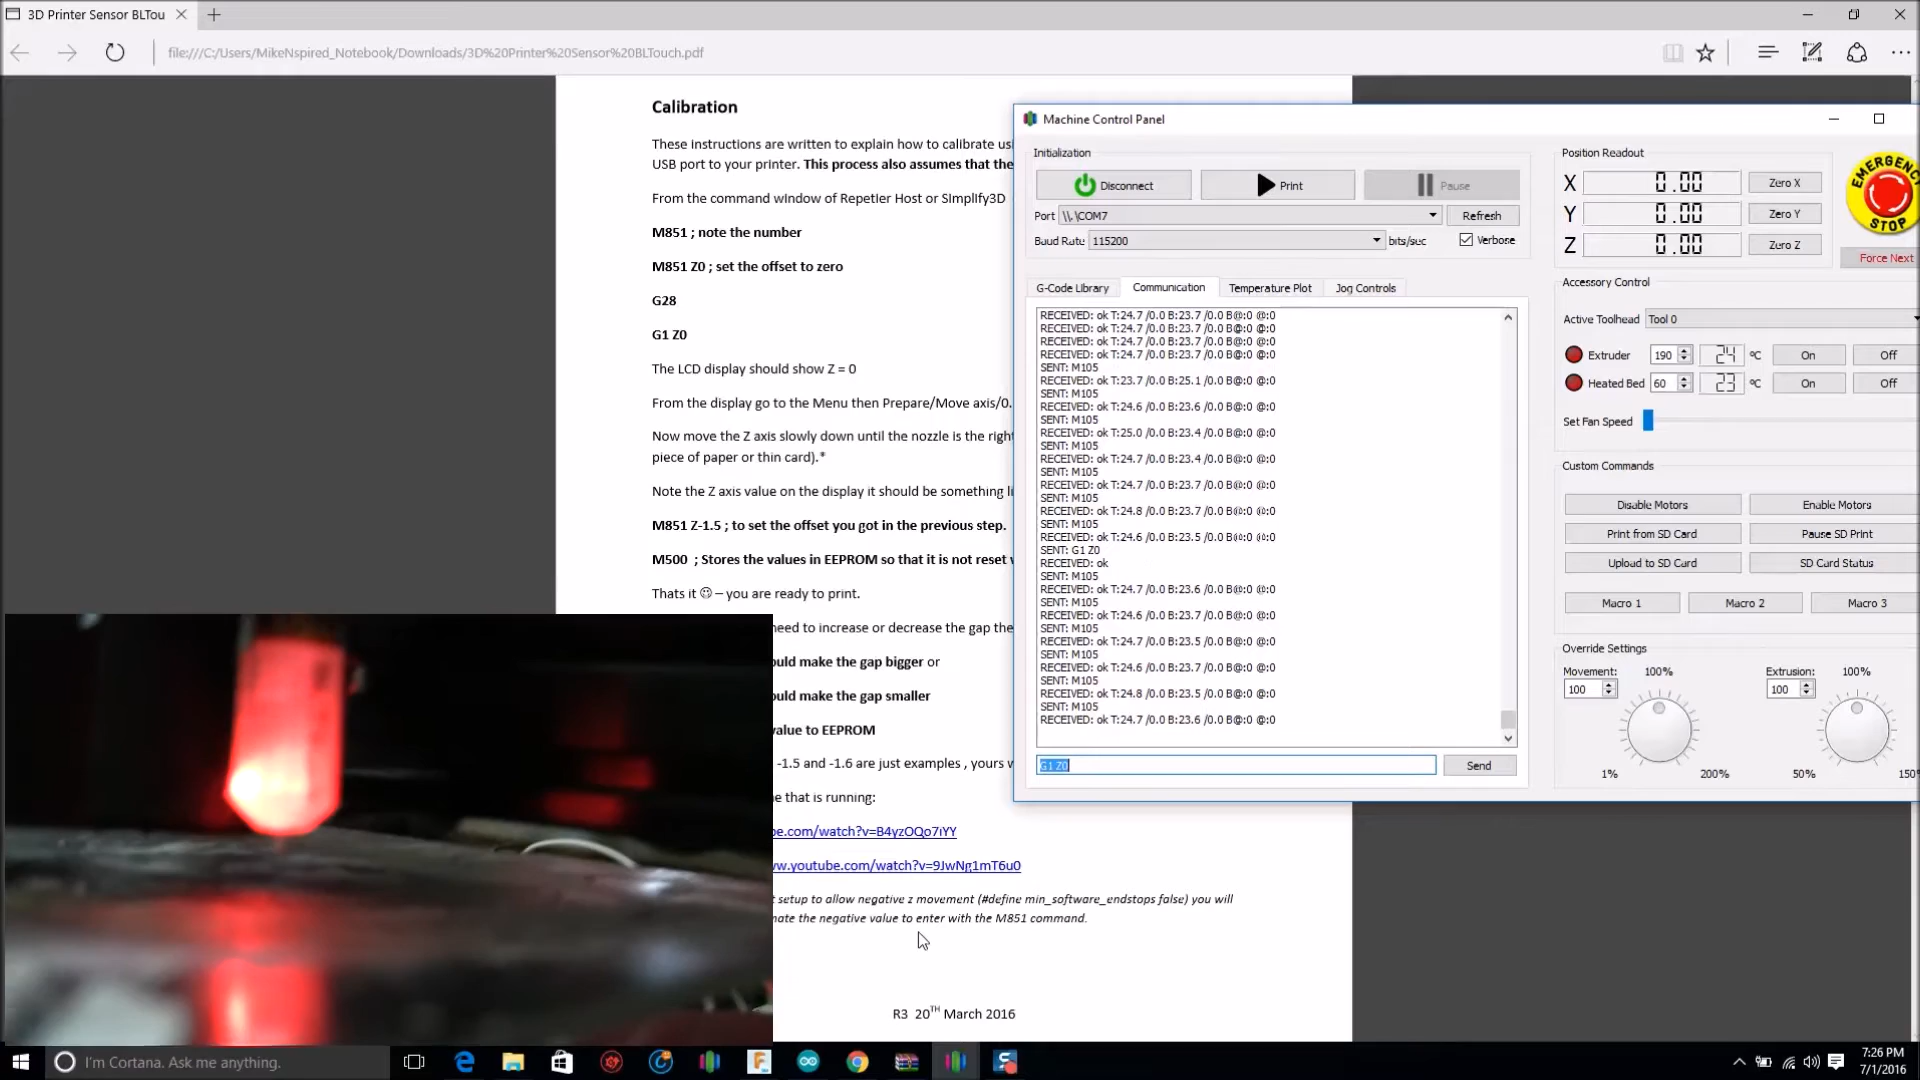 3D Printer Sensor BLTou
file:///C:/Users/MikeNspired_Notebook/Downloads/3D%20Printer%20Sensor%20BLTouch.pdf
Calibration
These instructions are written to explain how to calibrate usi
USB port to your printer. This process also assumes that the
From the command window of Repetier Host or Simplify3D
M851 ; note the number
M851 Z0 ; set the offset to zero
G28
G1 Z0
The LCD display should show Z = 0
From the display go to the Menu then Prepare/Move axis/0.
Now move the Z axis slowly down until the nozzle is the right
piece of paper or thin card).*
Note the Z axis value on the display it should be something li
M851 Z-1.5 ; to set the offset you got in the previous step.
M500 ; Stores the values in EEPROM so that it is not reset
Thats it ☺ – you are ready to print.
need to increase or decrease the gap the
ould make the gap bigger or
ould make the gap smaller
value to EEPROM
-1.5 and -1.6 are just examples , yours
e that is running:
be.com/watch?v=B4yzOQo7iYY
ww.youtube.com/watch?v=9JwNg1mT6u0
t setup to allow negative z movement (#define min_software_endstops false) you will
nate the negative value to enter with the M851 command.
R3 20TH March 2016
Machine Control Panel
Initialization
Disconnect
Print
Pause
Port
\\.\COM7
Refresh
Baud Rate
115200
bits/sec
Verbose
G-Code Library
Communication
Temperature Plot
Jog Controls
RECEIVED: ok T:24.7 /0.0 B:23.7 /0.0 B@:0 @:0
RECEIVED: ok T:24.7 /0.0 B:23.7 /0.0 B@:0 @:0
RECEIVED: ok T:24.7 /0.0 B:23.7 /0.0 B@:0 @:0
RECEIVED: ok T:24.7 /0.0 B:23.7 /0.0 B@:0 @:0
SENT: M105
RECEIVED: ok T:23.7 /0.0 B:25.1 /0.0 B@:0 @:0
SENT: M105
RECEIVED: ok T:24.6 /0.0 B:23.6 /0.0 B@:0 @:0
SENT: M105
RECEIVED: ok T:25.0 /0.0 B:23.4 /0.0 B@:0 @:0
SENT: M105
RECEIVED: ok T:24.7 /0.0 B:23.4 /0.0 B@:0 @:0
SENT: M105
RECEIVED: ok T:24.7 /0.0 B:23.7 /0.0 B@:0 @:0
SENT: M105
RECEIVED: ok T:24.8 /0.0 B:23.7 /0.0 B@:0 @:0
SENT: M105
RECEIVED: ok T:24.6 /0.0 B:23.5 /0.0 B@:0 @:0
SENT: G1 Z0
RECEIVED: ok
SENT: M105
RECEIVED: ok T:24.7 /0.0 B:23.6 /0.0 B@:0 @:0
SENT: M105
RECEIVED: ok T:24.6 /0.0 B:23.7 /0.0 B@:0 @:0
SENT: M105
RECEIVED: ok T:24.7 /0.0 B:23.5 /0.0 B@:0 @:0
SENT: M105
RECEIVED: ok T:24.6 /0.0 B:23.7 /0.0 B@:0 @:0
SENT: M105
RECEIVED: ok T:24.8 /0.0 B:23.5 /0.0 B@:0 @:0
SENT: M105
RECEIVED: ok T:24.7 /0.0 B:23.6 /0.0 B@:0 @:0
G1 Z0
Send
Position Readout
X 0.00 Zero X
Y 0.00 Zero Y
Z 0.00 Zero Z
EMERGENCY
STOP
Force Next
Accessory Control
Active Toolhead Tool 0
Extruder 190 24 ºC On Off
Heated Bed 60 23 ºC On Off
Set Fan Speed
Custom Commands
Disable Motors
Enable Motors
Print from SD Card
Pause SD Print
Upload to SD Card
SD Card Status
Macro 1
Macro 2
Macro 3
Override Settings
Movement: 100% Extrusion: 100%
100 100
1% 200% 50% 150%
I'm Cortana. Ask me anything.
7:26 PM
7/1/2016